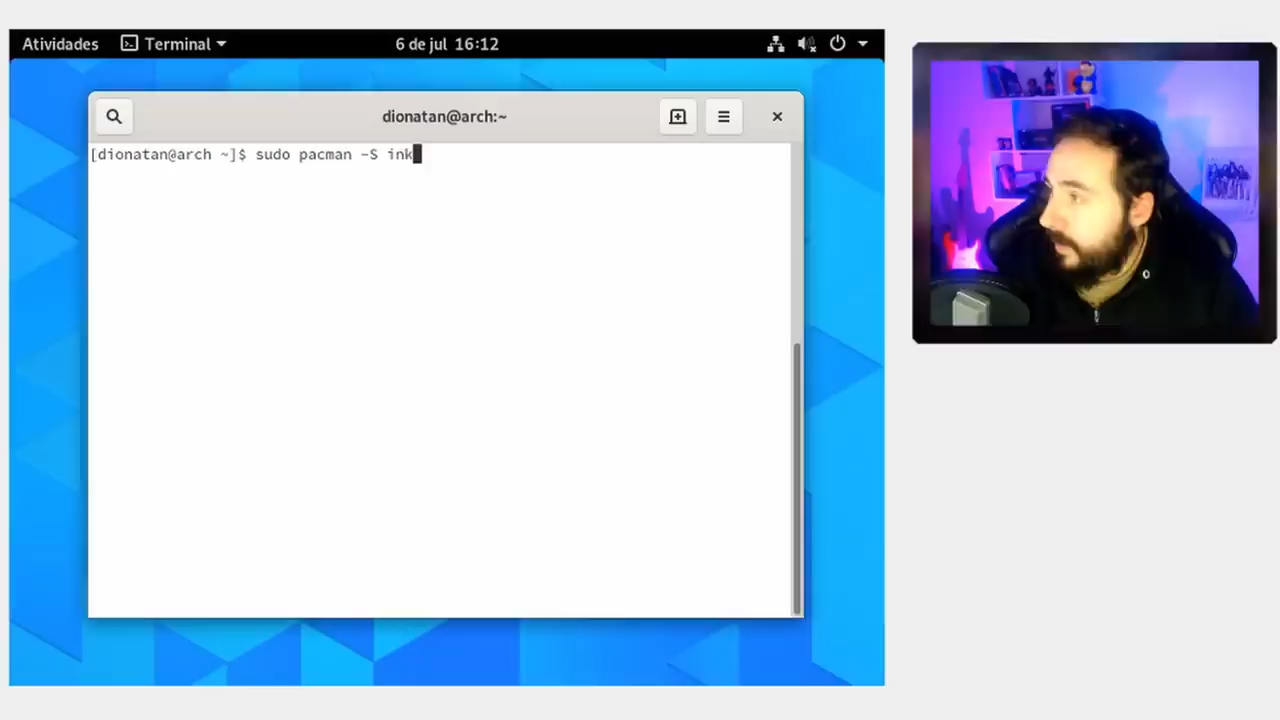 Atividades Terminal 6 de jul 16:12
dionatan@arch:~
[dionatan@arch ~]$ sudo pacman -S ink